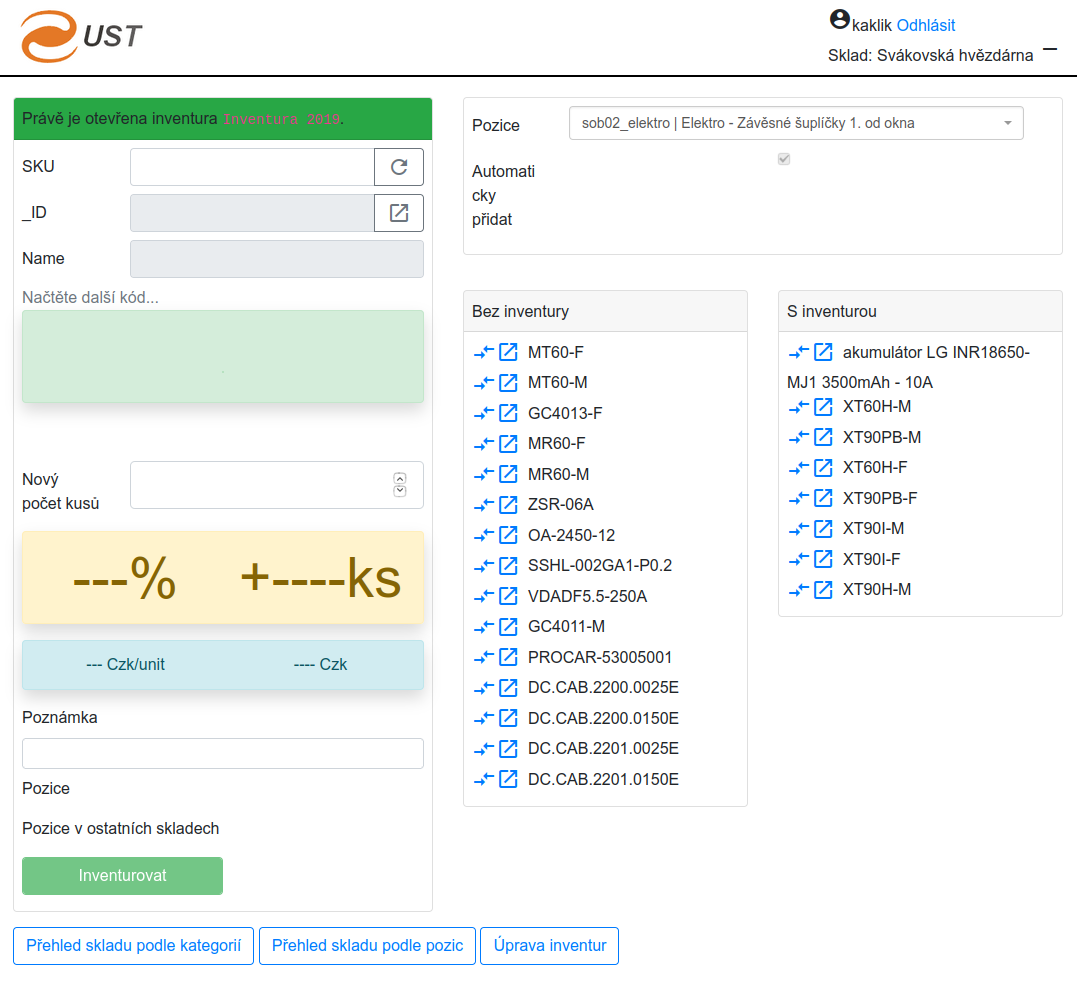 UST
kaklik Odhlásit
Sklad: Svákovská hvězdárna
Právě je otevřena inventura Inventura 2019.
SKU
_ID
Name
Načtěte další kód...
Nový
počet kusů
---% +----ks
--- Czk/unit ---- Czk
Poznámka
Pozice
Pozice v ostatních skladech
Inventurovat
Pozice sob02_elektro | Elektro - Závěsné šuplíčky 1. od okna
Automati
cky
přidat
Bez inventury
MT60-F
MT60-M
GC4013-F
MR60-F
MR60-M
ZSR-06A
OA-2450-12
SSHL-002GA1-P0.2
VDADF5.5-250A
GC4011-M
PROCAR-53005001
DC.CAB.2200.0025E
DC.CAB.2200.0150E
DC.CAB.2201.0025E
DC.CAB.2201.0150E
S inventurou
akumulátor LG INR18650-
MJ1 3500mAh - 10A
XT60H-M
XT90PB-M
XT60H-F
XT90PB-F
XT90I-M
XT90I-F
XT90H-M
Přehled skladu podle kategorií Přehled skladu podle pozic Úprava inventur